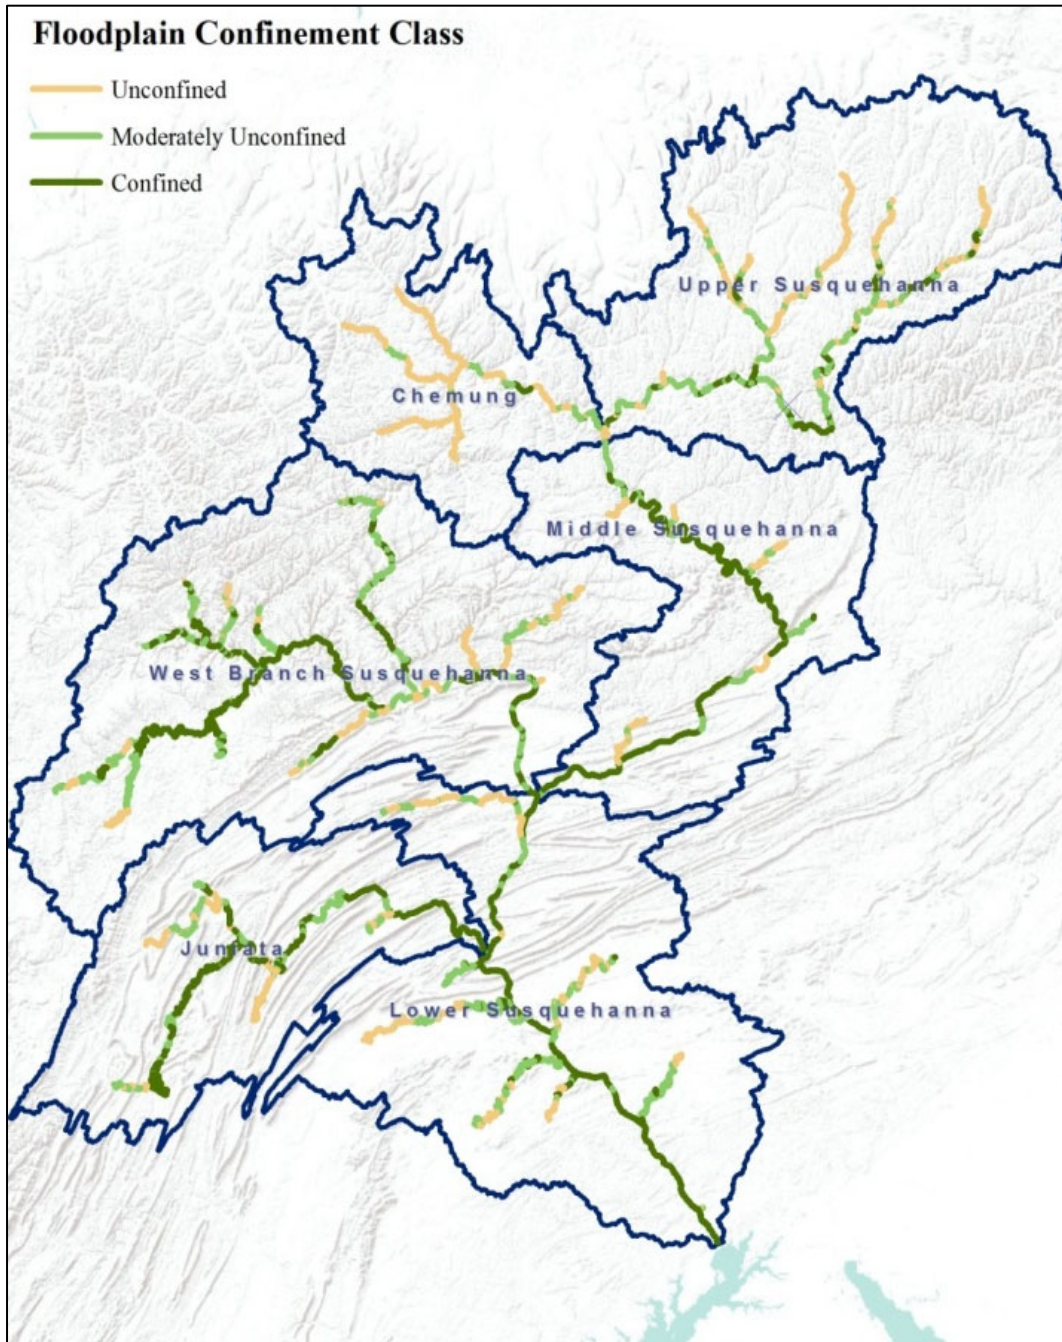 Floodplain Confinement Class
Unconfined
Moderately Unconfined
Confined
Upper Susquehanna
Chemung
Middle Susquehanna
West Branch Susquehanna
Juniata
Lower Susquehanna